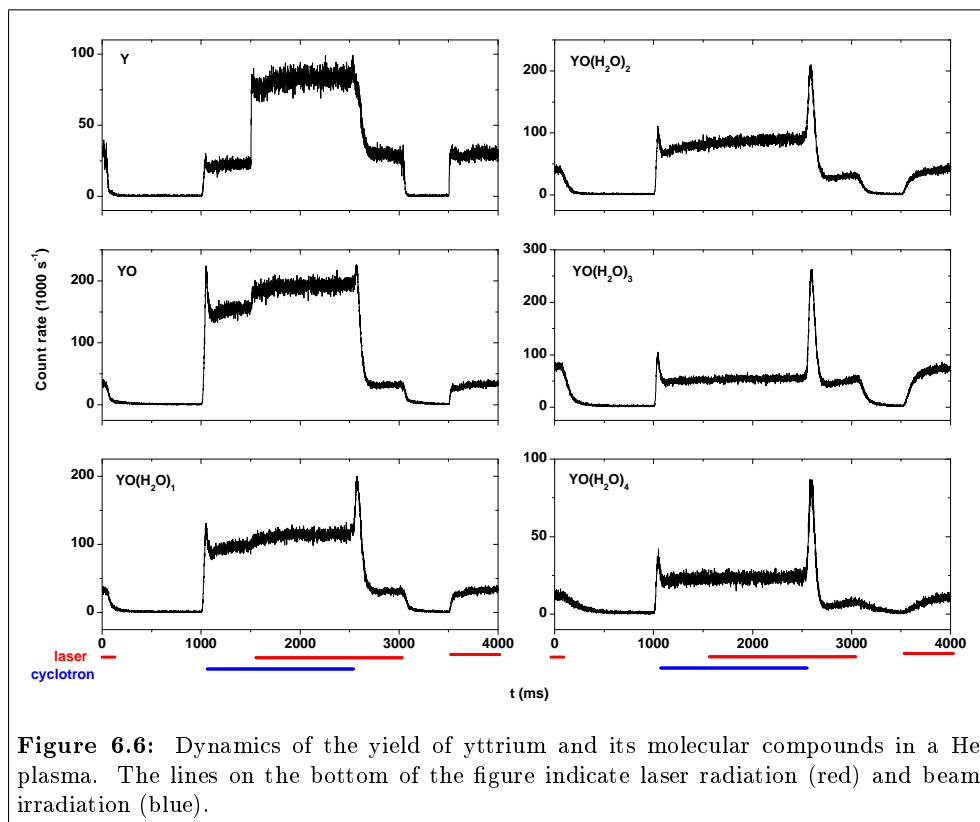 Y
100
75
50
25
0
YO(H₂O)₂
200
100
0
YO
200
100
0
Count rate (1000 s⁻¹)
YO(H₂O)₃
300
200
100
0
YO(H₂O)₁
200
100
0
0 1000 2000 3000 4000
YO(H₂O)₄
100
75
50
25
0
0 1000 2000 3000 4000
laser
cyclotron
t (ms)
Figure 6.6: Dynamics of the yield of yttrium and its molecular compounds in a He
plasma. The lines on the bottom of the figure indicate laser radiation (red) and beam
irradiation (blue).